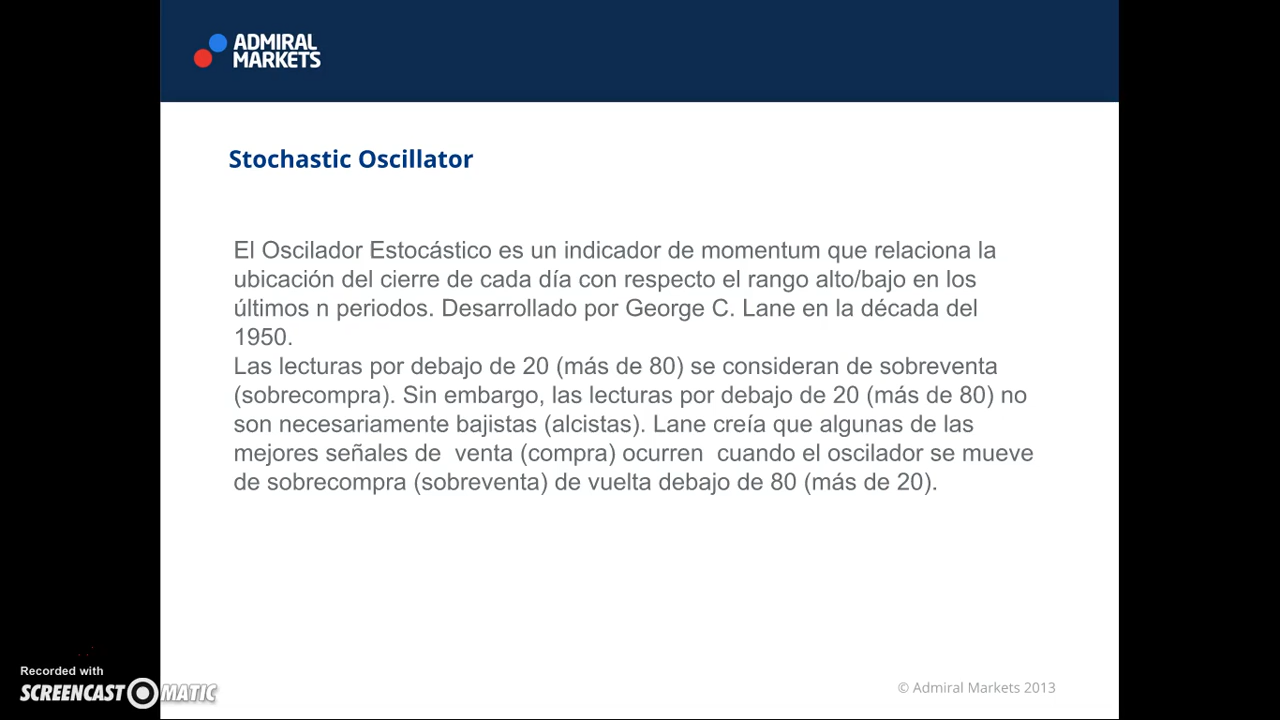 ADMIRAL
MARKETS
Stochastic Oscillator
El Oscilador Estocástico es un indicador de momentum que relaciona la
ubicación del cierre de cada día con respecto el rango alto/bajo en los
últimos n periodos. Desarrollado por George C. Lane en la década del
1950.
Las lecturas por debajo de 20 (más de 80) se consideran de sobreventa
(sobrecompra). Sin embargo, las lecturas por debajo de 20 (más de 80) no
son necesariamente bajistas (alcistas). Lane creía que algunas de las
mejores señales de  venta (compra) ocurren  cuando el oscilador se mueve
de sobrecompra (sobreventa) de vuelta debajo de 80 (más de 20).
Recorded with
SCREENCAST MATIC
© Admiral Markets 2013